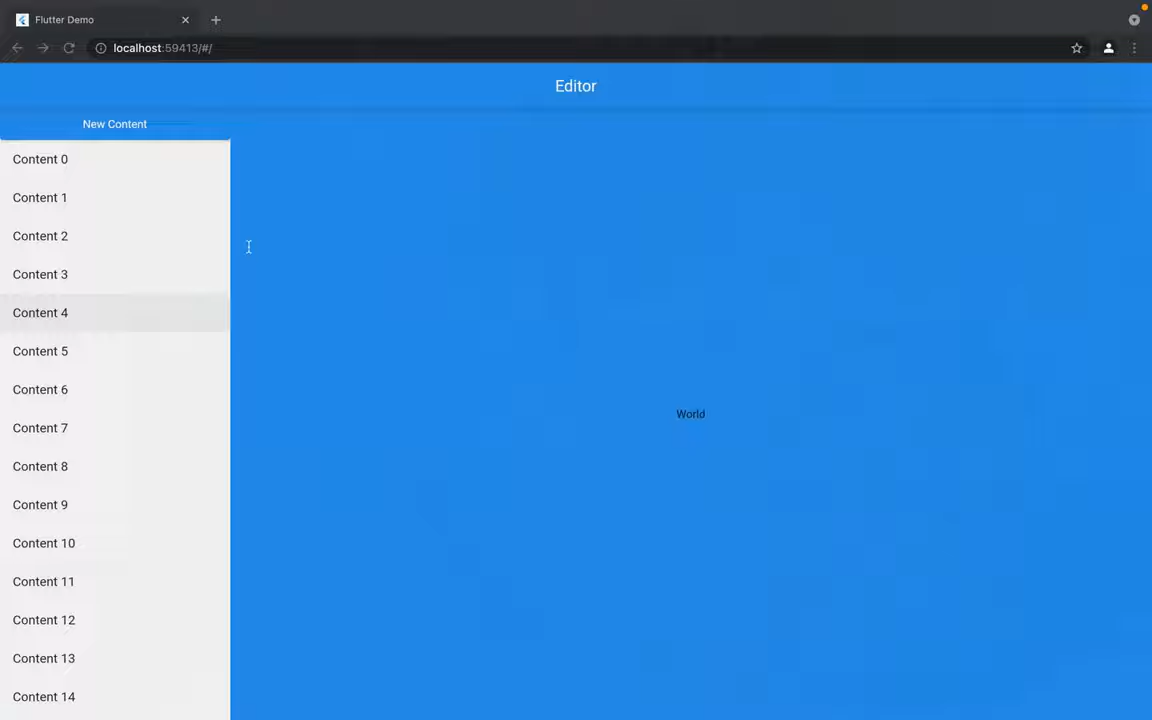 Flutter Demo
localhost:59413/#/
Editor
New Content
Content 0
Content 1
Content 2
Content 3
Content 4
Content 5
Content 6
Content 7
Content 8
Content 9
Content 10
Content 11
Content 12
Content 13
Content 14
World